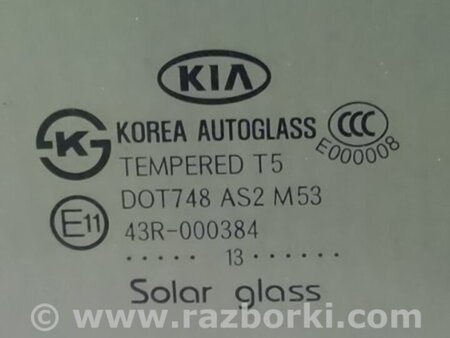 KIA
K
KOREA AUTOGLASS
CCC
E000008
TEMPERED T5
DOT748 AS2 M53
E11
43R-000384
····· 13 ······
Solar glass
© www.razborki.com